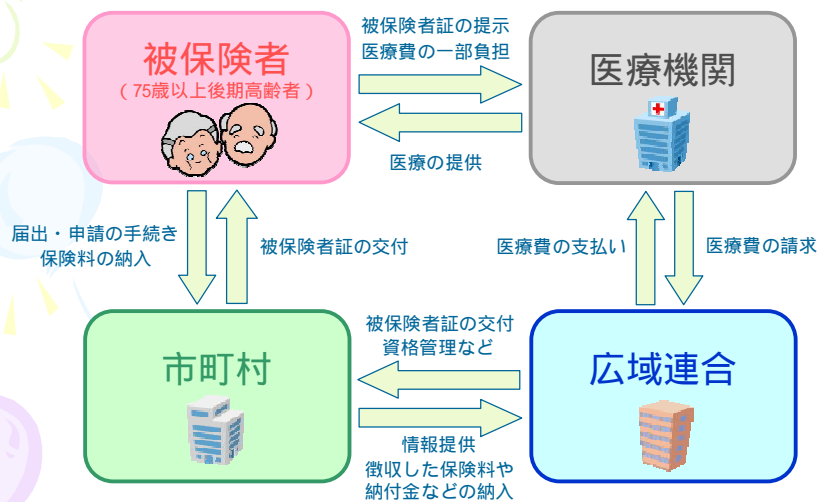 被保険者証の提示
医療費の一部負担
被保険者
（75歳以上後期高齢者）
医療機関
医療の提供
届出・申請の手続き
保険料の納入
被保険者証の交付
医療費の支払い
医療費の請求
被保険者証の交付
資格管理など
市町村
広域連合
情報提供
徴収した保険料や
納付金などの納入